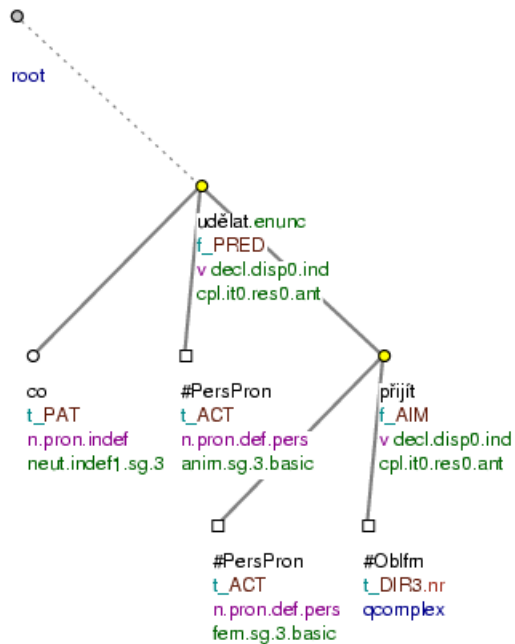 root
udělat.enunc
f_PRED
v decl.disp0.ind
cpl.it0.res0.ant
co
t_PAT
n.pron.indef
neut.indef1.sg.3
#PersPron
t_ACT
n.pron.def.pers
anim.sg.3.basic
přijít
f_AIM
v decl.disp0.ind
cpl.it0.res0.ant
#PersPron
t_ACT
n.pron.def.pers
fem.sg.3.basic
#Oblfm
t_DIR3.nr
qcomplex